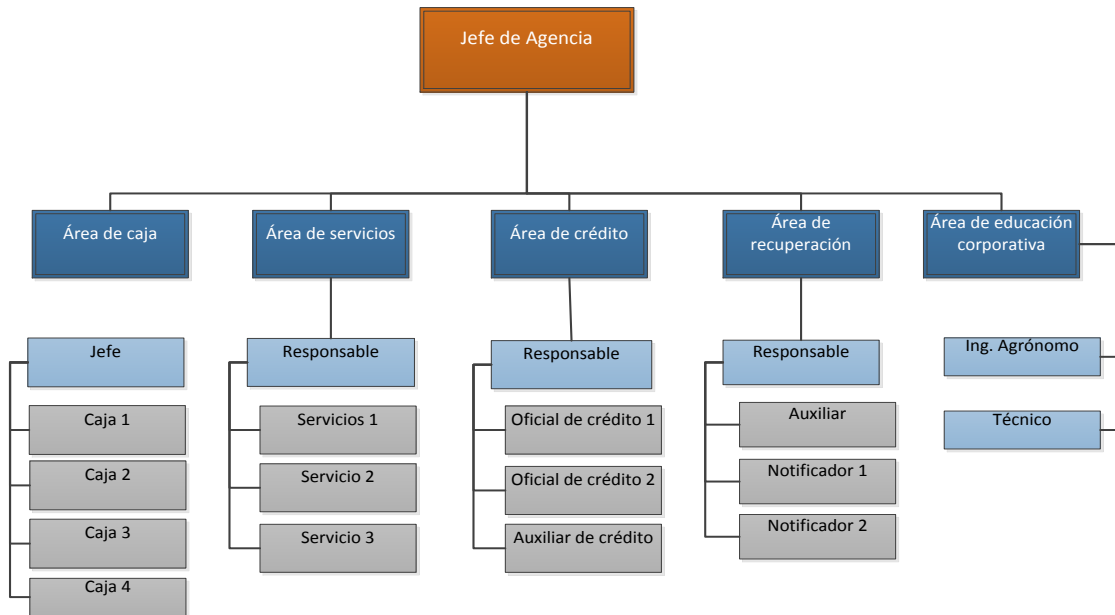 Jefe de Agencia
Área de caja
Área de servicios
Área de crédito
Área de
recuperación
Área de educación
corporativa
Jefe
Caja 1
Caja 2
Caja 3
Caja 4
Responsable
Servicios 1
Servicio 2
Servicio 3
Responsable
Oficial de crédito 1
Oficial de crédito 2
Auxiliar de crédito
Responsable
Auxiliar
Notificador 1
Notificador 2
Ing. Agrónomo
Técnico